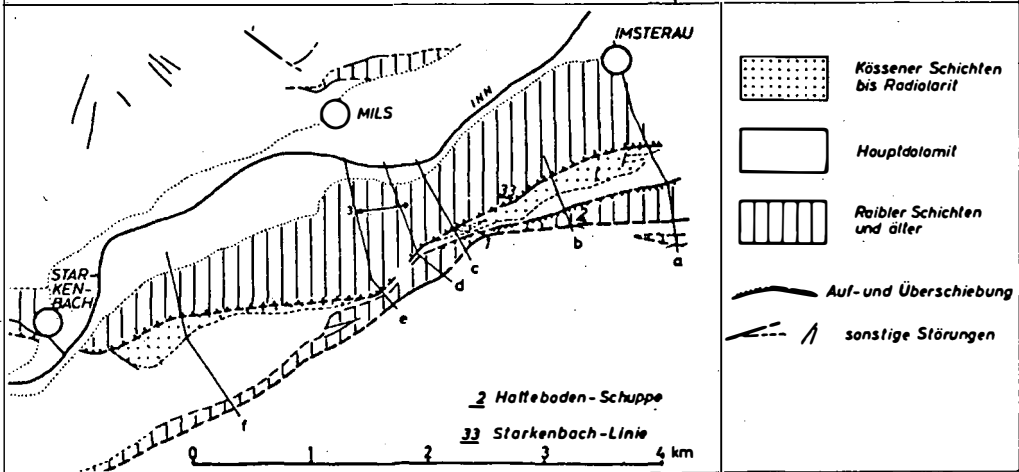 IMSTERAU
MILS
INN
33
3
2
STAR-
KEN-
BACH
a
b
c
d
e
f
2 Hatteboden-Schuppe
33 Starkenbach-Linie
0 1 2 3 4 km
Kössener Schichten
bis Radiolarit
Hauptdolomit
Raibler Schichten
und älter
Auf- und Überschiebung
sonstige Störungen